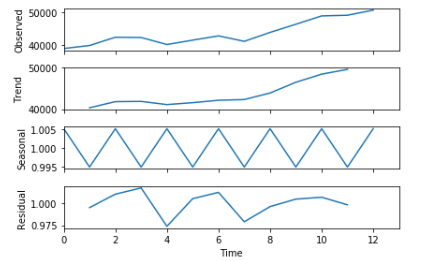 50000
40000
Observed
50000
40000
Trend
1.005
1.000
0.995
Seasonal
1.000
0.975
Residual
0 2 4 6 8 10 12
Time